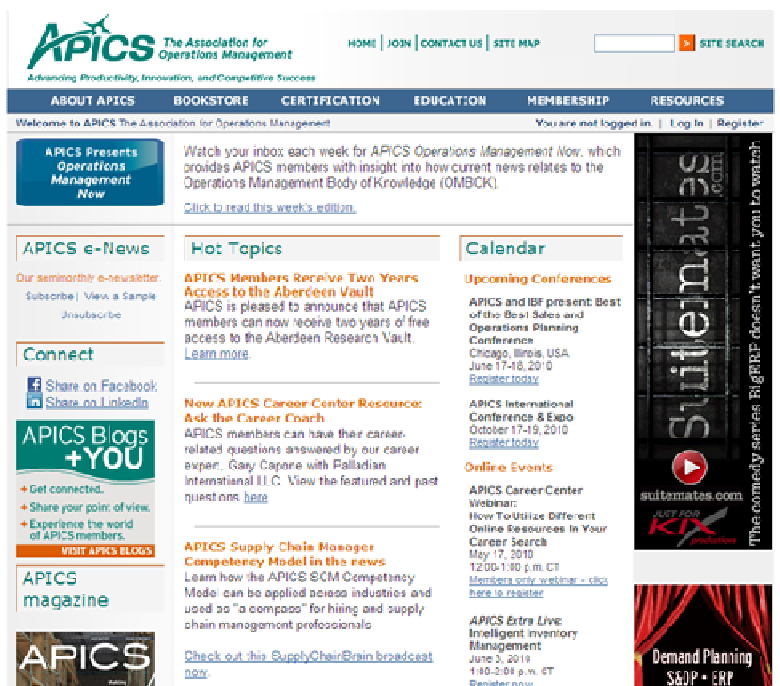 APICS The Association for
Operations Management
Advancing Productivity, Innovation, and Competitive Success
HOME | JOIN | CONTACT US | SITE MAP
SITE SEARCH
ABOUT APICS BOOKSTORE CERTIFICATION EDUCATION MEMBERSHIP RESOURCES
Welcome to APICS The Association for Operations Management
You are not logged in. | Log In | Register
APICS Presents
Operations
Management
Now
Watch your inbox each week for APICS Operations Management Now, which
provides APICS members with insight into how current news relates to the
Operations Management Body of Knowledge (OMBOK).
Click to read this week's edition.
APICS e-News
Our semimonthly e-newsletter.
Subscribe | View a Sample
Unsubscribe
Connect
Share on Facebook
Share on LinkedIn
APICS Blogs
+YOU
+ Get connected.
+ Share your point of view.
+ Experience the world
of APICS members.
VISIT APICS BLOGS
APICS
magazine
APICS
Hot Topics
APICS Members Receive Two Years
Access to the Aberdeen Vault
APICS is pleased to announce that APICS
members can now receive two years of free
access to the Aberdeen Research Vault.
Learn more.
New APICS Career Center Resource:
Ask the Career Coach
APICS members can have their career-
related questions answered by our career
expert, Gary Capone with Palladian
International LLC. View the featured and past
questions here.
APICS Supply Chain Manager
Competency Model in the news
Learn how the APICS SCM Competency
Model can be applied across industries and
used as "a compass" for hiring and supply
chain management professionals
Check out this SupplyChainBrain broadcast
now.
Calendar
Upcoming Conferences
APICS and IBF present Best
of the Best Sales and
Operations Planning
Conference
Chicago, Illinois, USA
June 17-18, 2010
Register today
APICS International
Conference & Expo
October 17-19, 2010
Register today
Online Events
APICS Career Center
Webinar:
How To Utilize Different
Online Resources In Your
Career Search
May 17, 2010
12:00-1:00 p.m. CT
Members only webinar - click
here to register
APICS Extra Live:
Intelligent Inventory
Management
June 3, 2010
1:00-2:00 p.m. CT
Register now
Suitemates
.com
The comedy series BigERP doesn't want you to watch
suitemates.com
JUST FOR
KIX
productions
Demand Planning
S&OP • ERP